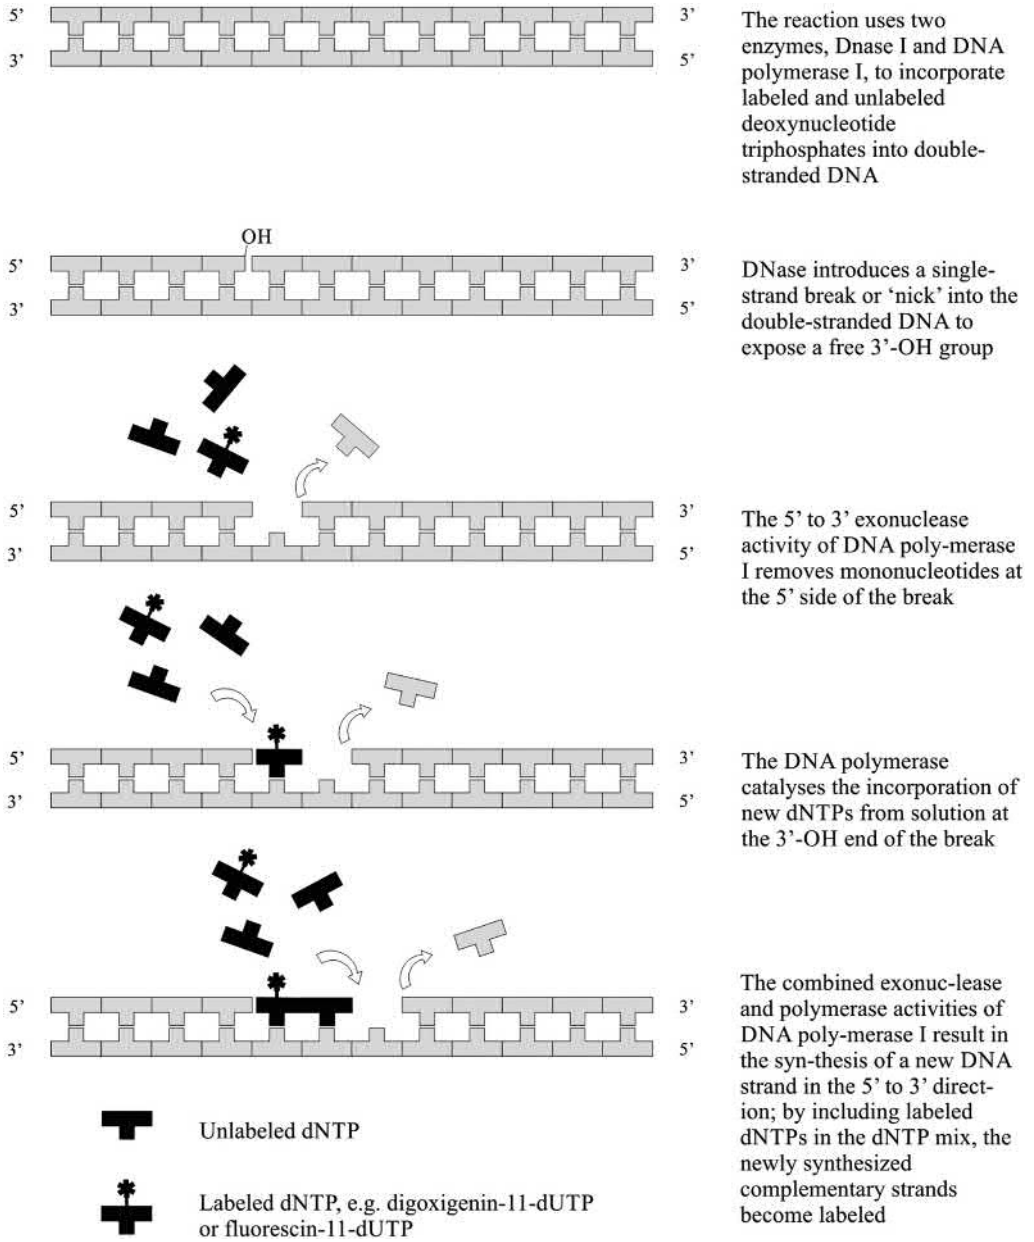 5’
3’
3’
5’
The reaction uses two
enzymes, Dnase I and DNA
polymerase I, to incorporate
labeled and unlabeled
deoxynucleotide
triphosphates into double-
stranded DNA
OH
5’
3’
3’
5’
DNase introduces a single-
strand break or ‘nick’ into the
double-stranded DNA to
expose a free 3’-OH group
5’
3’
3’
5’
The 5’ to 3’ exonuclease
activity of DNA poly-merase
I removes mononucleotides at
the 5’ side of the break
5’
3’
3’
5’
The DNA polymerase
catalyses the incorporation of
new dNTPs from solution at
the 3’-OH end of the break
5’
3’
3’
5’
The combined exonuc-lease
and polymerase activities of
DNA poly-merase I result in
the syn-thesis of a new DNA
strand in the 5’ to 3’ direct-
ion; by including labeled
dNTPs in the dNTP mix, the
newly synthesized
complementary strands
become labeled
Unlabeled dNTP
Labeled dNTP, e.g. digoxigenin-11-dUTP
or fluorescin-11-dUTP